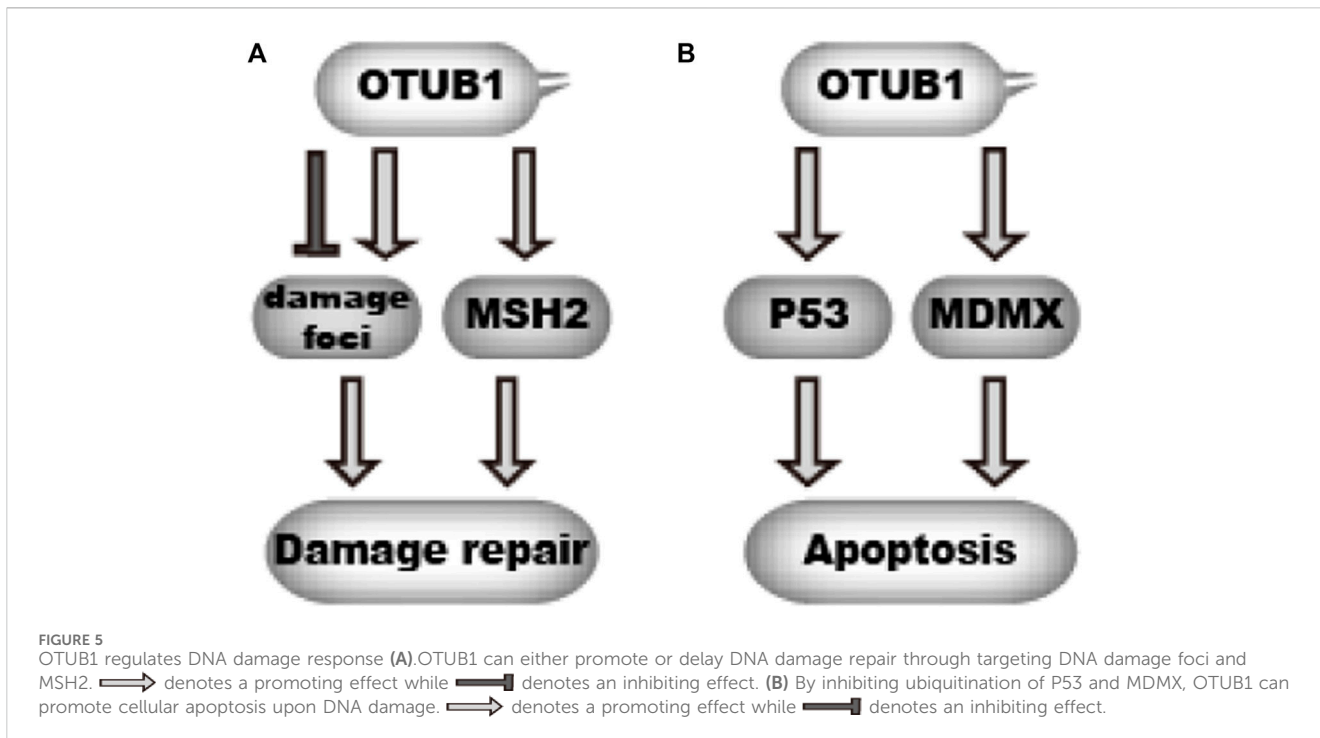 A
B
OTUB1
OTUB1
damage
foci
MSH2
P53
MDMX
Damage repair
Apoptosis
FIGURE 5
OTUB1 regulates DNA damage response (A).OTUB1 can either promote or delay DNA damage repair through targeting DNA damage foci and
MSH2. denotes a promoting effect while denotes an inhibiting effect. (B) By inhibiting ubiquitination of P53 and MDMX, OTUB1 can
promote cellular apoptosis upon DNA damage. denotes a promoting effect while denotes an inhibiting effect.